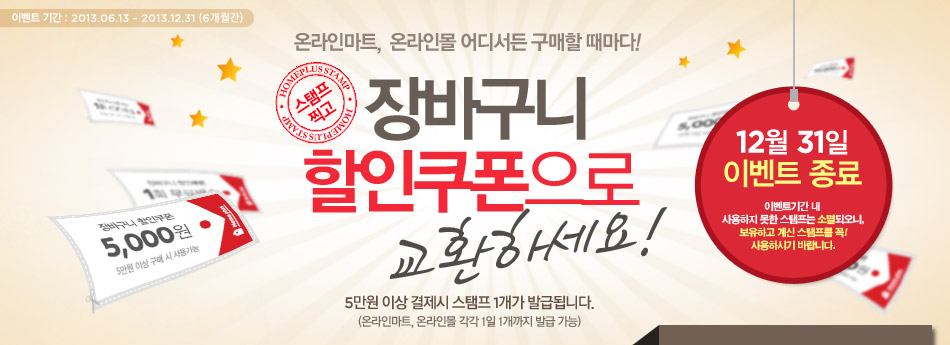 이벤트 기간 : 2013.06.13 - 2013.12.31 (6개월간)
온라인마트, 온라인몰 어디서든 구매할 때마다!
HOMEPLUS STAMP
스탬프
찍고
HOMEPLUS STAMP
장바구니
할인쿠폰으로
교환하세요!
5만원 이상 결제시 스탬프 1개가 발급됩니다.
(온라인마트, 온라인몰 각각 1일 1개까지 발급 가능)
장바구니 할인쿠폰
5,000원
5만원 이상 구매 시 사용가능
12월 31일
이벤트 종료
이벤트기간 내
사용하지 못한 스탬프는 소멸되오니,
보유하고 계신 스탬프를 꼭!
사용하시기 바랍니다.